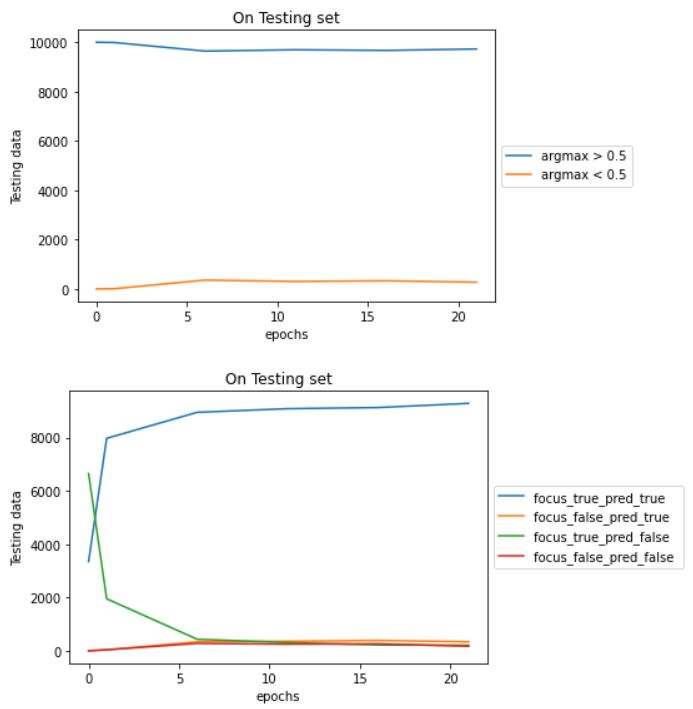 On Testing set
10000
8000
6000
4000
2000
0
Testing data
0 5 10 15 20
epochs
argmax > 0.5
argmax < 0.5
On Testing set
8000
6000
4000
2000
0
Testing data
0 5 10 15 20
epochs
focus_true_pred_true
focus_false_pred_true
focus_true_pred_false
focus_false_pred_false